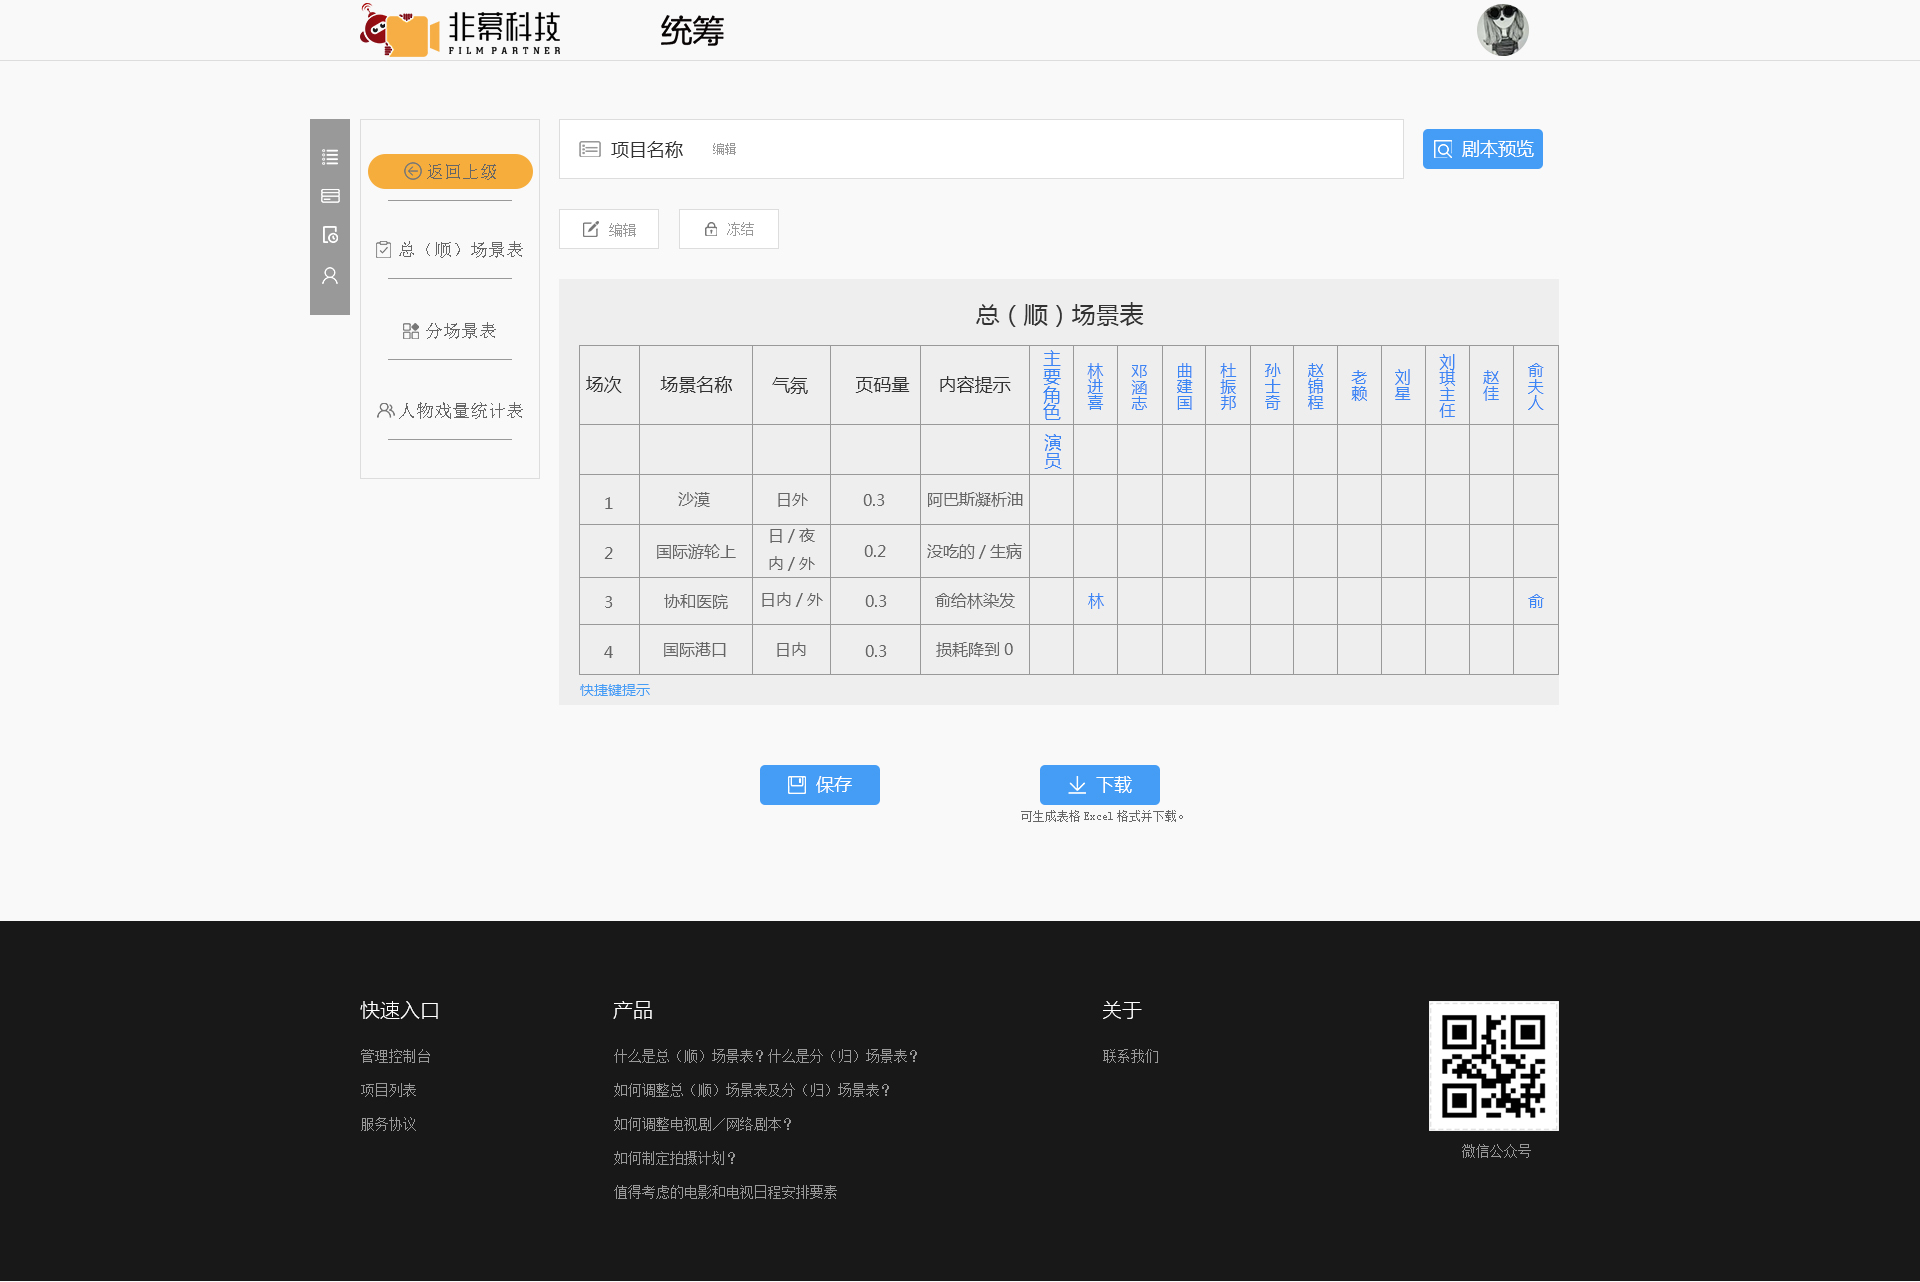 非幕科技
FILM PARTNER
统筹
项目名称 编辑
剧本预览
返回上级
总（顺）场景表
分场景表
人物戏量统计表
编辑
冻结
总（顺）场景表
场次 场景名称 气氛 页码量 内容提示 主要角色 林进喜 邓涵志 曲建国 杜振邦 孙士奇 赵锦程 老赖 刘星 刘琪主任 赵佳 俞夫人
演员
1 沙漠 日外 0.3 阿巴斯凝析油
2 国际游轮上 日 / 夜 内 / 外 0.2 没吃的 / 生病
3 协和医院 日内 / 外 0.3 俞给林染发 林 俞
4 国际港口 日内 0.3 损耗降到 0
快捷键提示
保存
下载
可生成表格 Excel 格式并下载。
快速入口
管理控制台
项目列表
服务协议
产品
什么是总（顺）场景表？什么是分（归）场景表？
如何调整总（顺）场景表及分（归）场景表？
如何调整电视剧／网络剧本？
如何制定拍摄计划？
值得考虑的电影和电视日程安排要素
关于
联系我们
微信公众号